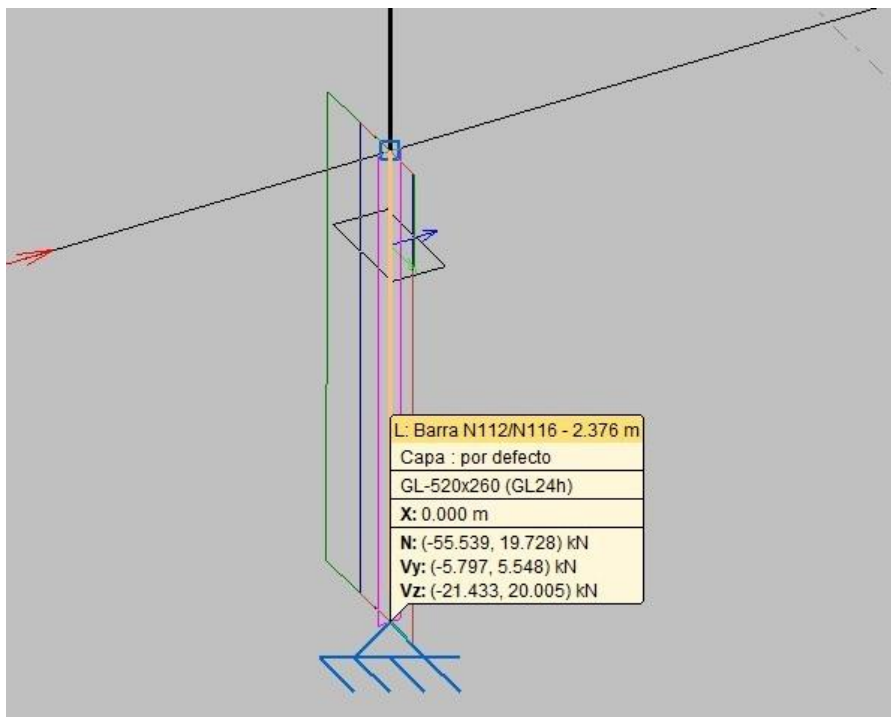 L: Barra N112/N116 - 2.376 m
Capa : por defecto
GL-520x260 (GL24h)
X: 0.000 m
N: (-55.539, 19.728) kN
Vy: (-5.797, 5.548) kN
Vz: (-21.433, 20.005) kN